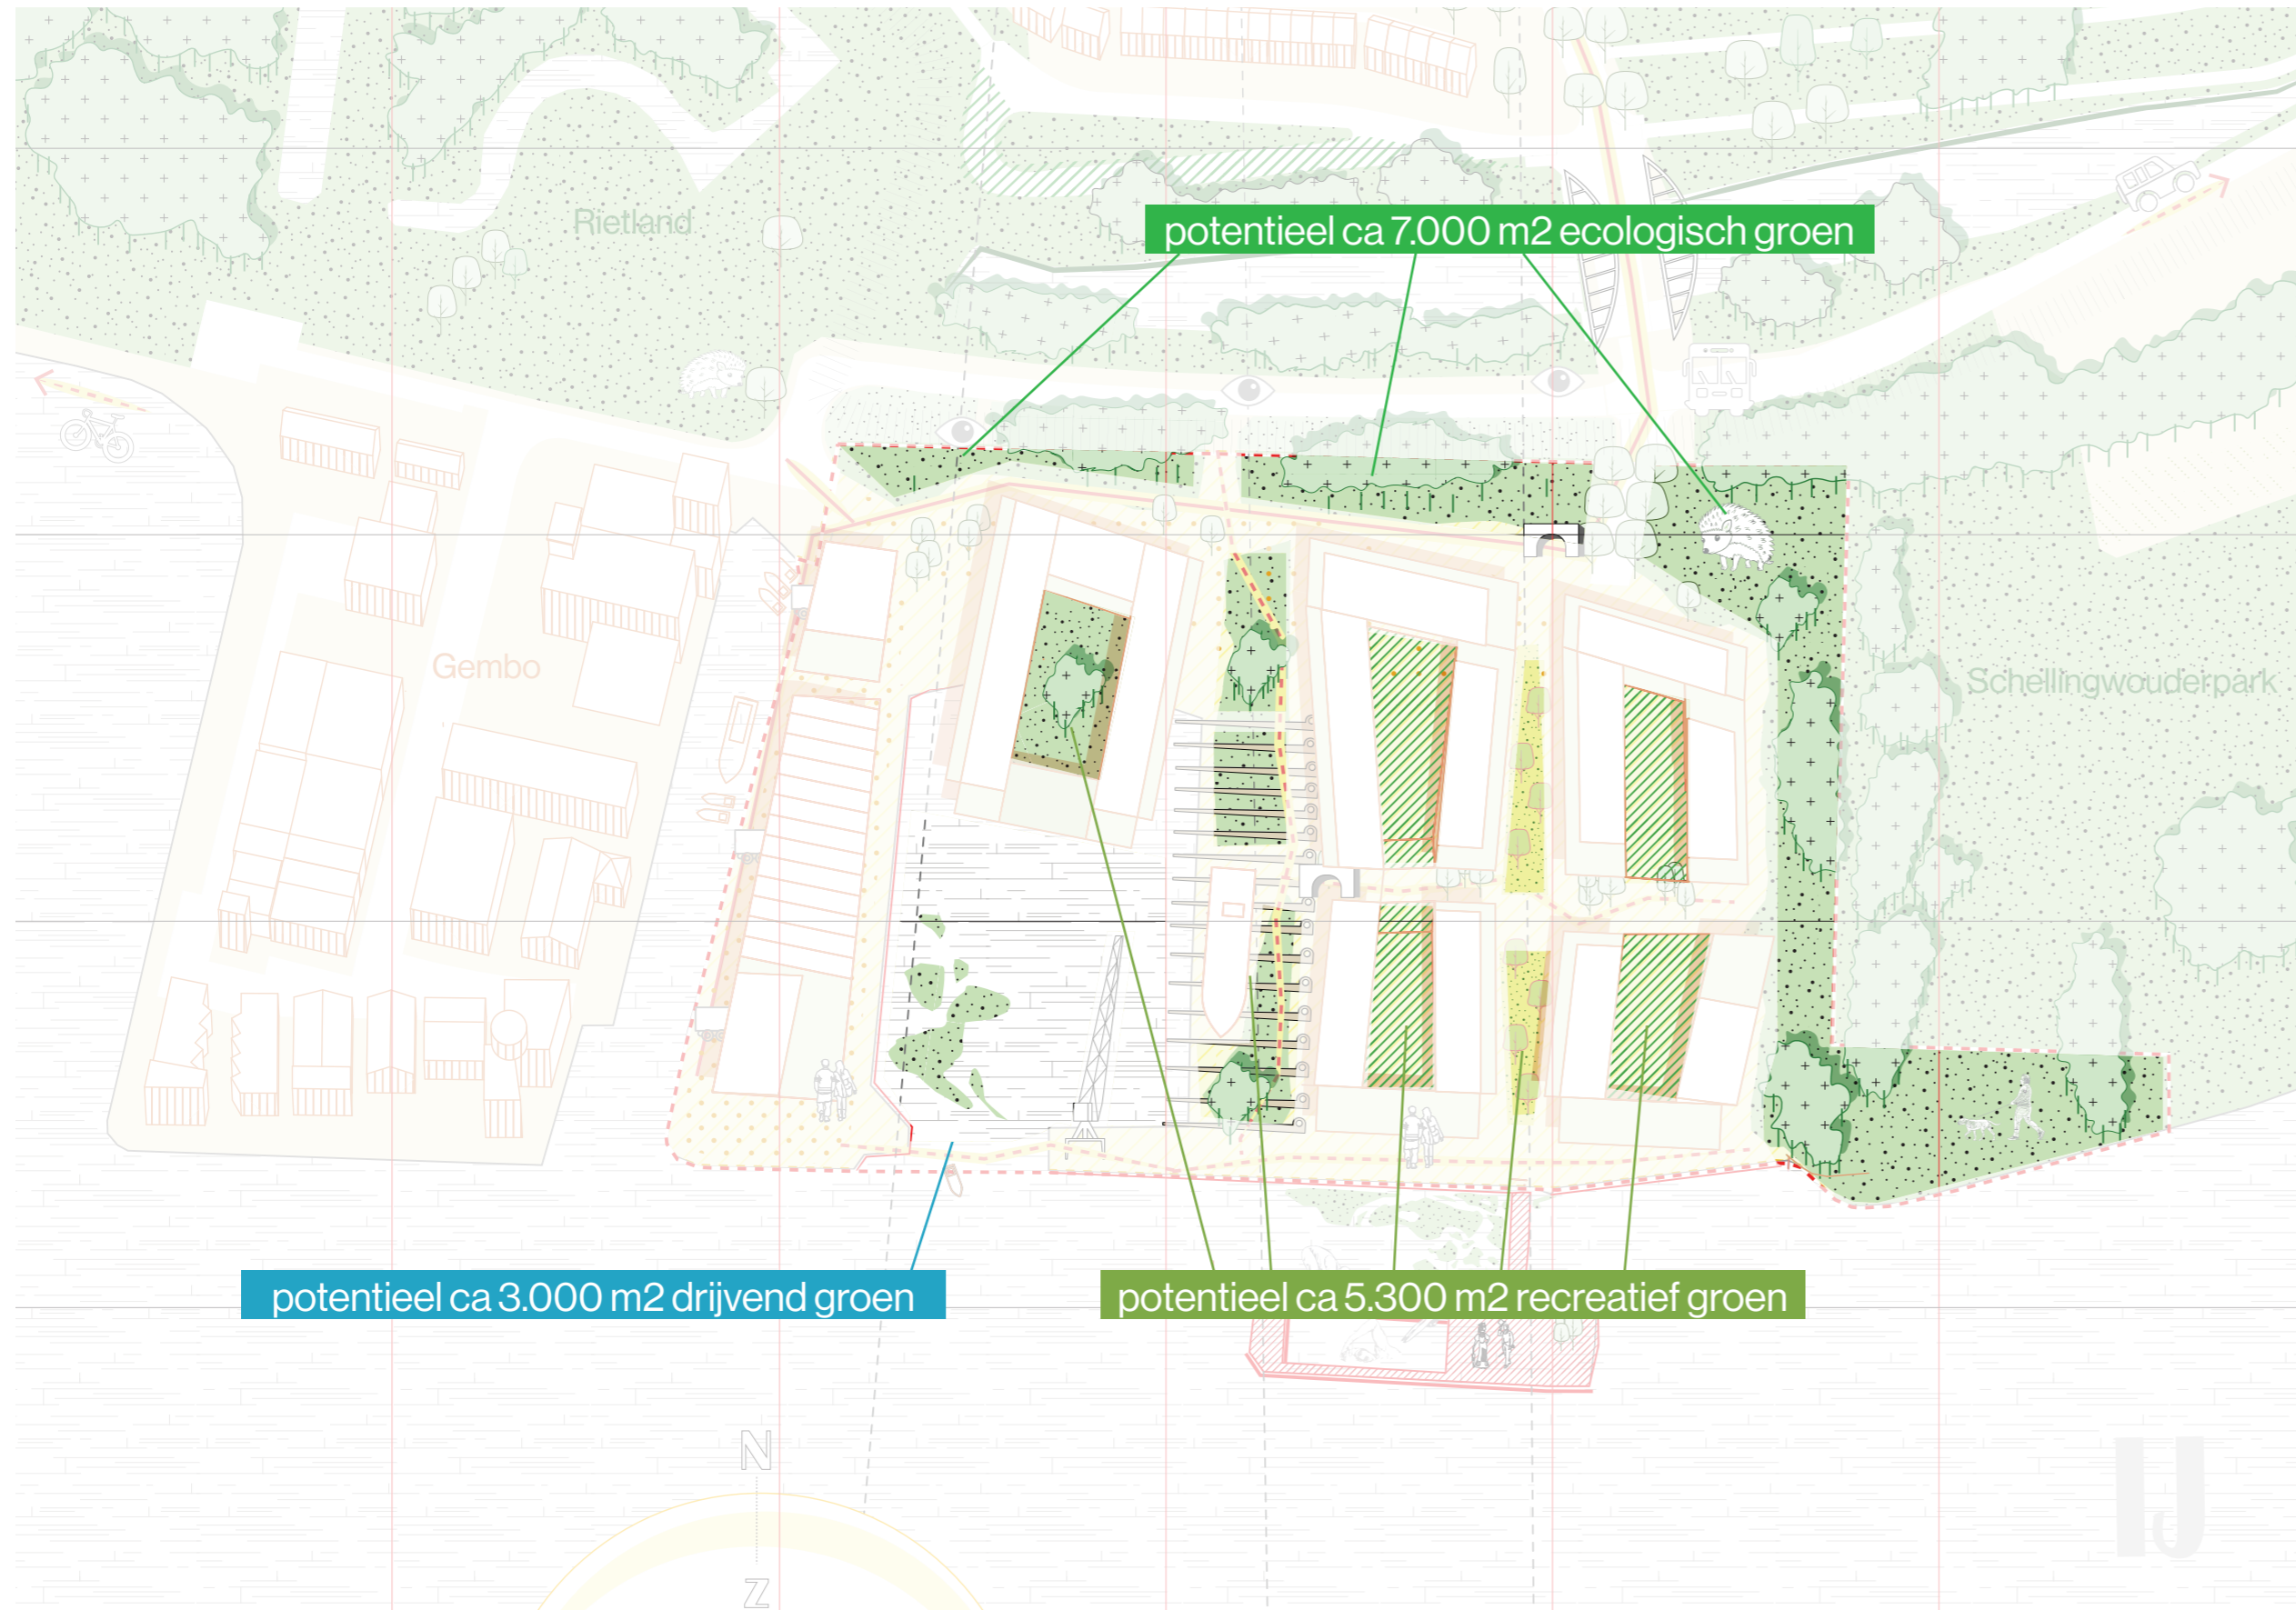 Rietland
potentieel ca 7.000 m2 ecologisch groen
Gembo
Schellingwouderpark
potentieel ca 3.000 m2 drijvend groen
potentieel ca 5.300 m2 recreatief groen
N
IJ
Z